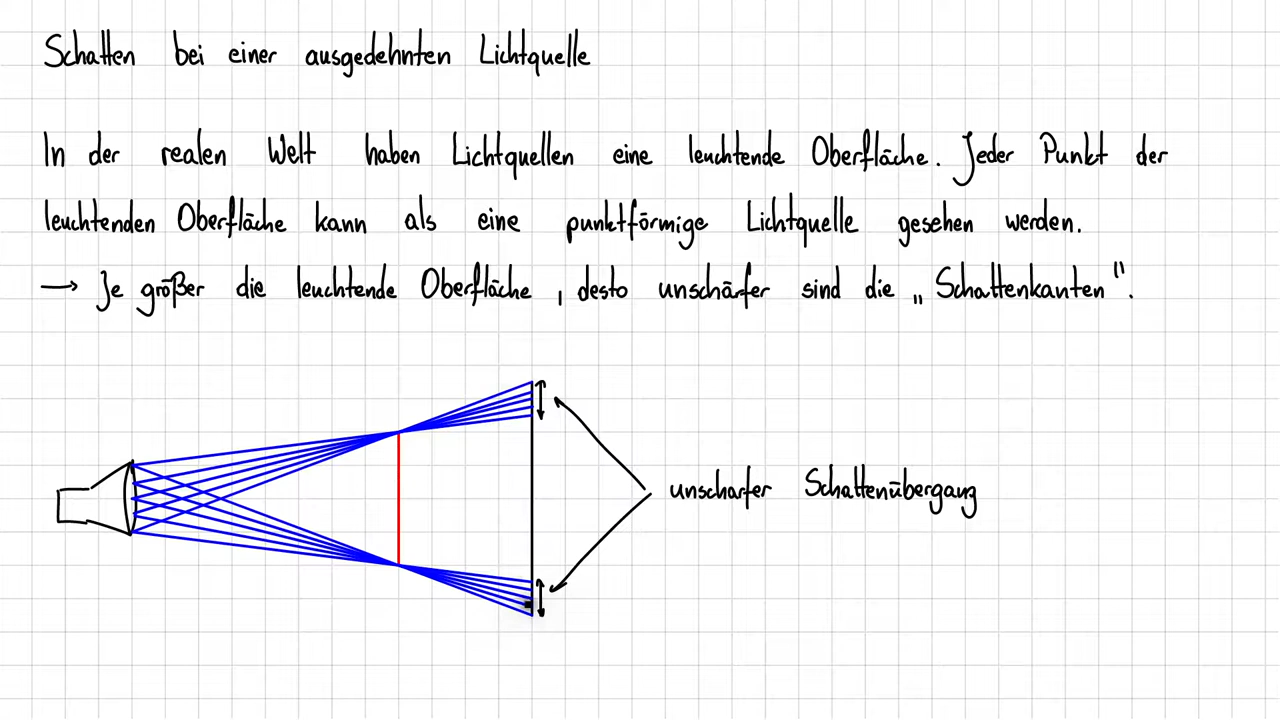 Schatten bei einer ausgedehnten Lichtquelle
In der realen Welt haben Lichtquellen eine leuchtende Oberfläche. Jeder Punkt der
leuchtenden Oberfläche kann als eine punktförmige Lichtquelle gesehen werden.
→ Je größer die leuchtende Oberfläche, desto unschärfer sind die „Schattenkanten".
unscharfer Schattenübergang